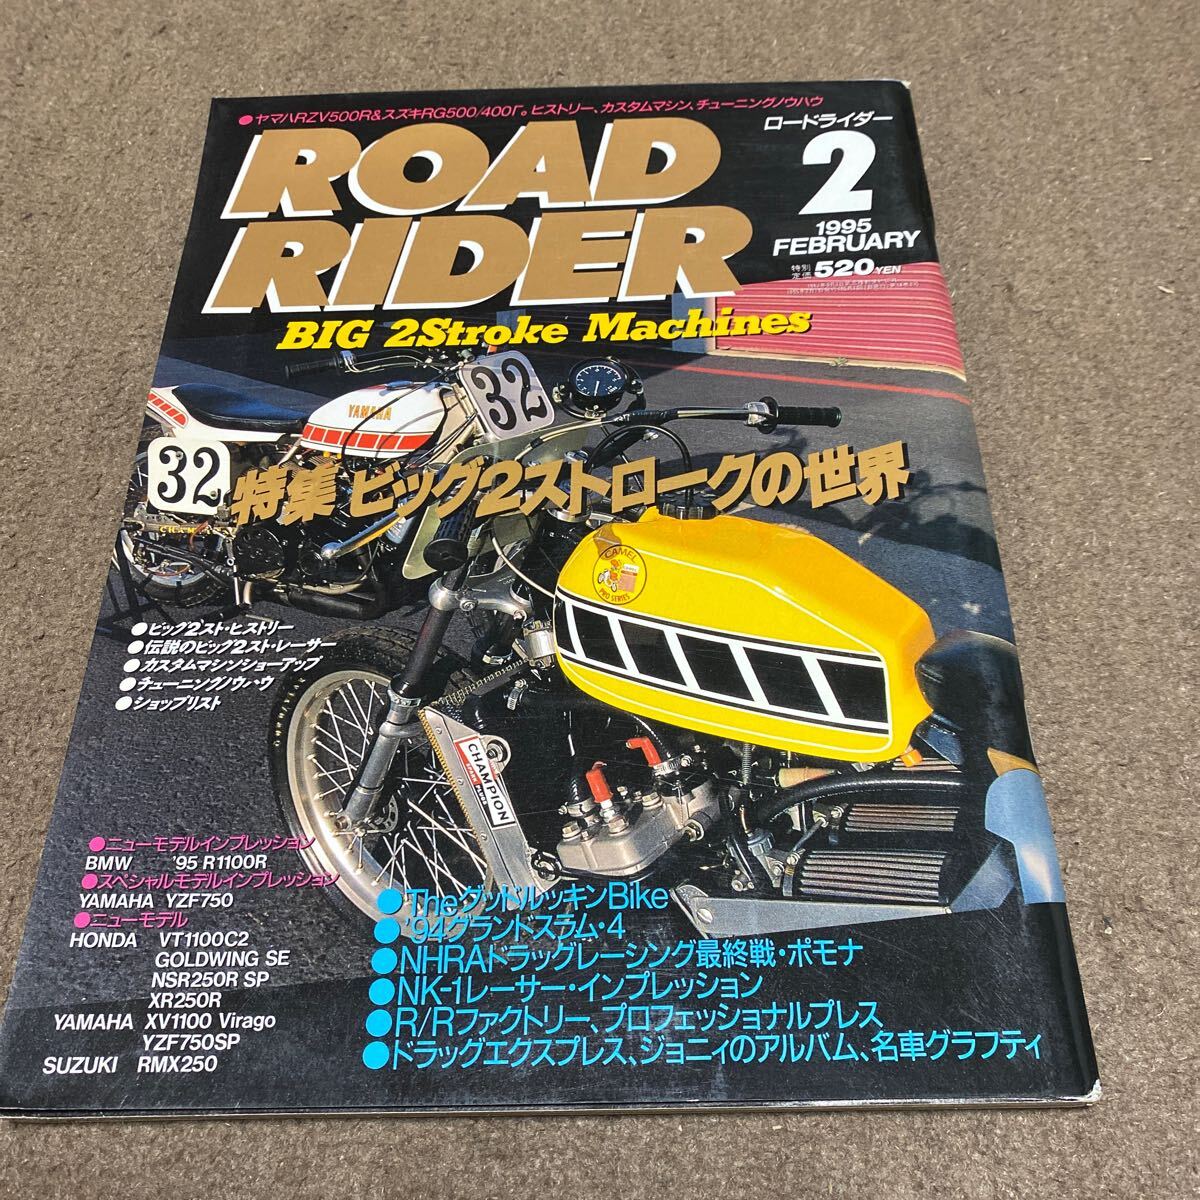 ●ヤマハRZV500R&スズキRG500/400Γ。ヒストリー、カスタムマシン、チューニングノウハウ
ROAD
RIDER
ロードライダー
2
1995
FEBRUARY
特別
定価 520 YEN
BIG 2Stroke Machines
YAMAHA
32
32
特集 ビッグ2ストロークの世界
CAMEL
PRO SERIES
●ビッグ2スト・ヒストリー
●伝説のビッグ2スト・レーサー
●カスタムマシンショーアップ
●チューニングノウハウ
●ショップリスト
CHAMPION
●ニューモデルインプレッション
BMW '95 R1100R
●スペシャルモデルインプレッション
YAMAHA YZF750
●ニューモデル
HONDA VT1100C2
GOLDWING SE
NSR250R SP
XR250R
YAMAHA XV1100 Virago
YZF750SP
SUZUKI RMX250
●TheグッドルッキンBike
●'94グランドスラム・4
●NHRAドラッグレーシング最終戦・ポモナ
●NK-1レーサー・インプレッション
●R/Rファクトリー、プロフェッショナルプレス
●ドラッグエクスプレス、ジョニィのアルバム、名車グラフティ